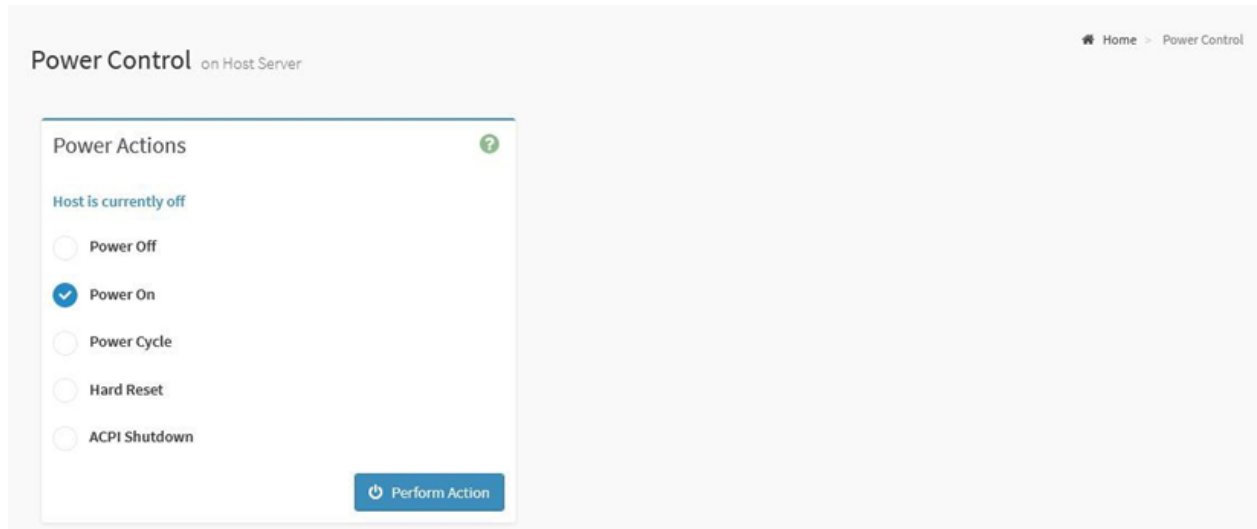 Home > Power Control
Power Control on Host Server
Power Actions
?
Host is currently off
Power Off
Power On
Power Cycle
Hard Reset
ACPI Shutdown
Perform Action